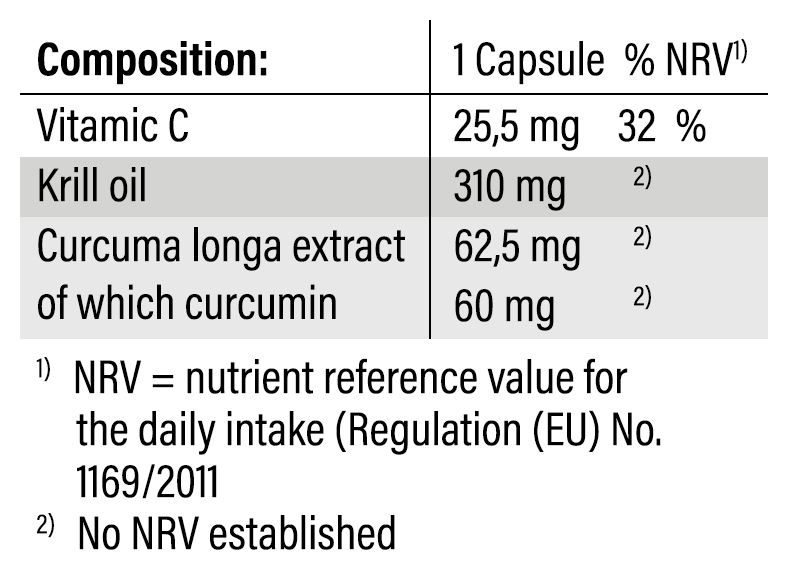 Composition: 1 Capsule % NRV1)
Vitamic C 25,5 mg 32 %
Krill oil 310 mg 2)
Curcuma longa extract 62,5 mg 2)
of which curcumin 60 mg 2)
1) NRV = nutrient reference value for
the daily intake (Regulation (EU) No.
1169/2011
2) No NRV established